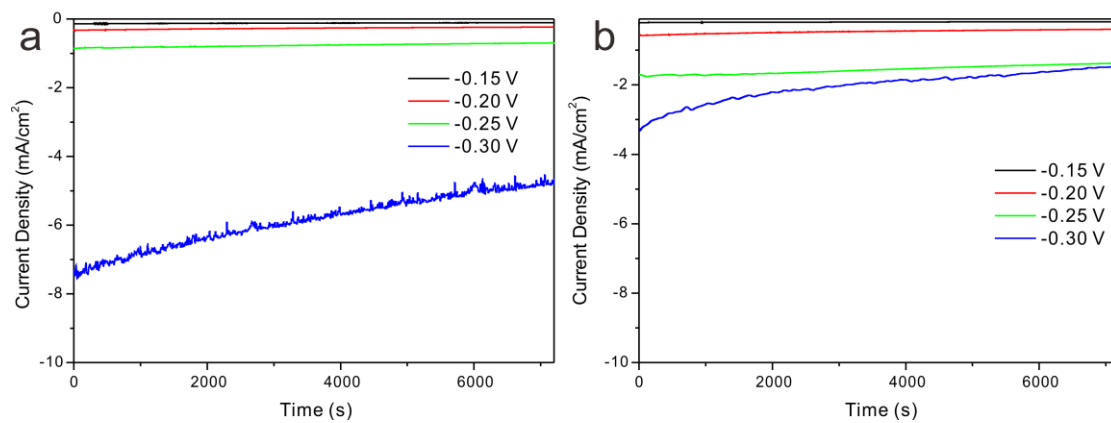 a
0
-2
-4
-6
-8
-10
Current Density (mA/cm²)
0
2000
4000
6000
Time (s)
-0.15 V
-0.20 V
-0.25 V
-0.30 V
b
-2
-4
-6
-8
-10
Current Density (mA/cm²)
0
2000
4000
6000
Time (s)
-0.15 V
-0.20 V
-0.25 V
-0.30 V